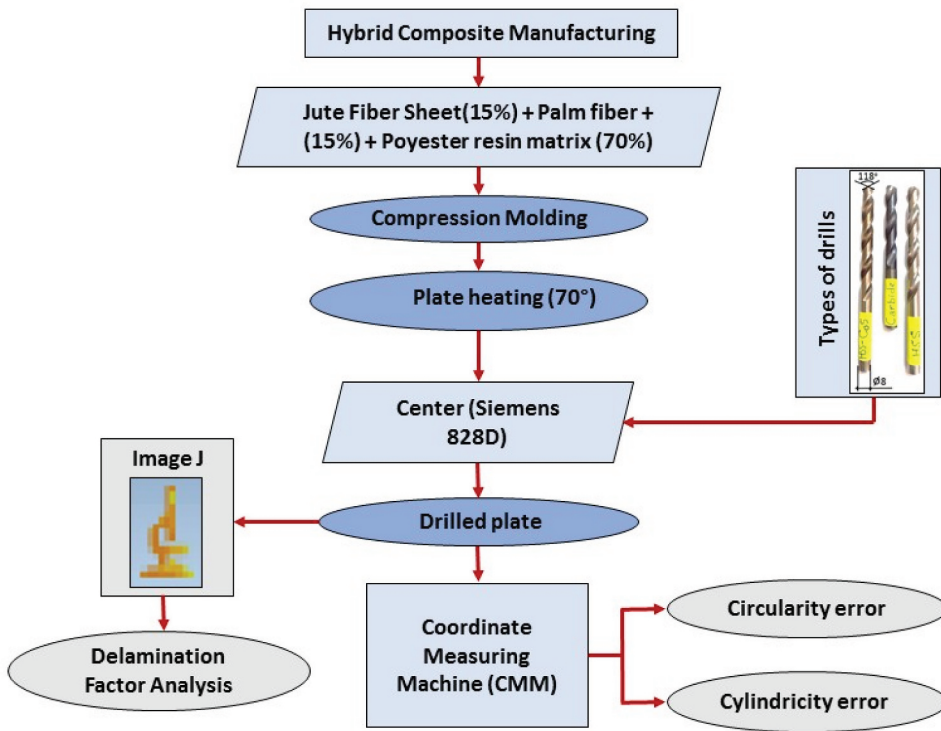 Hybrid Composite Manufacturing
Jute Fiber Sheet(15%) + Palm fiber +
(15%) + Poyester resin matrix (70%)
Compression Molding
Plate heating (70°)
Types of drills
118°
HSS-Co5
Carbide
HSS
Ø8
Center (Siemens
828D)
Image J
Drilled plate
Coordinate
Measuring
Machine (CMM)
Circularity error
Cylindricity error
Delamination
Factor Analysis